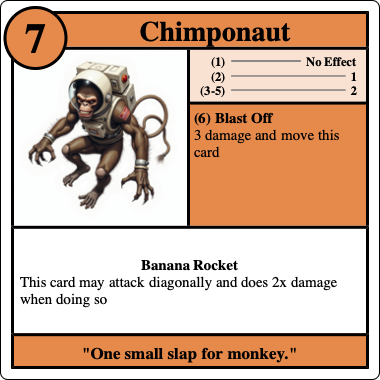 7
Chimponaut
(1) No Effect
(2) 1
(3-5) 2
(6) Blast Off
3 damage and move this
card
Banana Rocket
This card may attack diagonally and does 2x damage
when doing so
"One small slap for monkey."